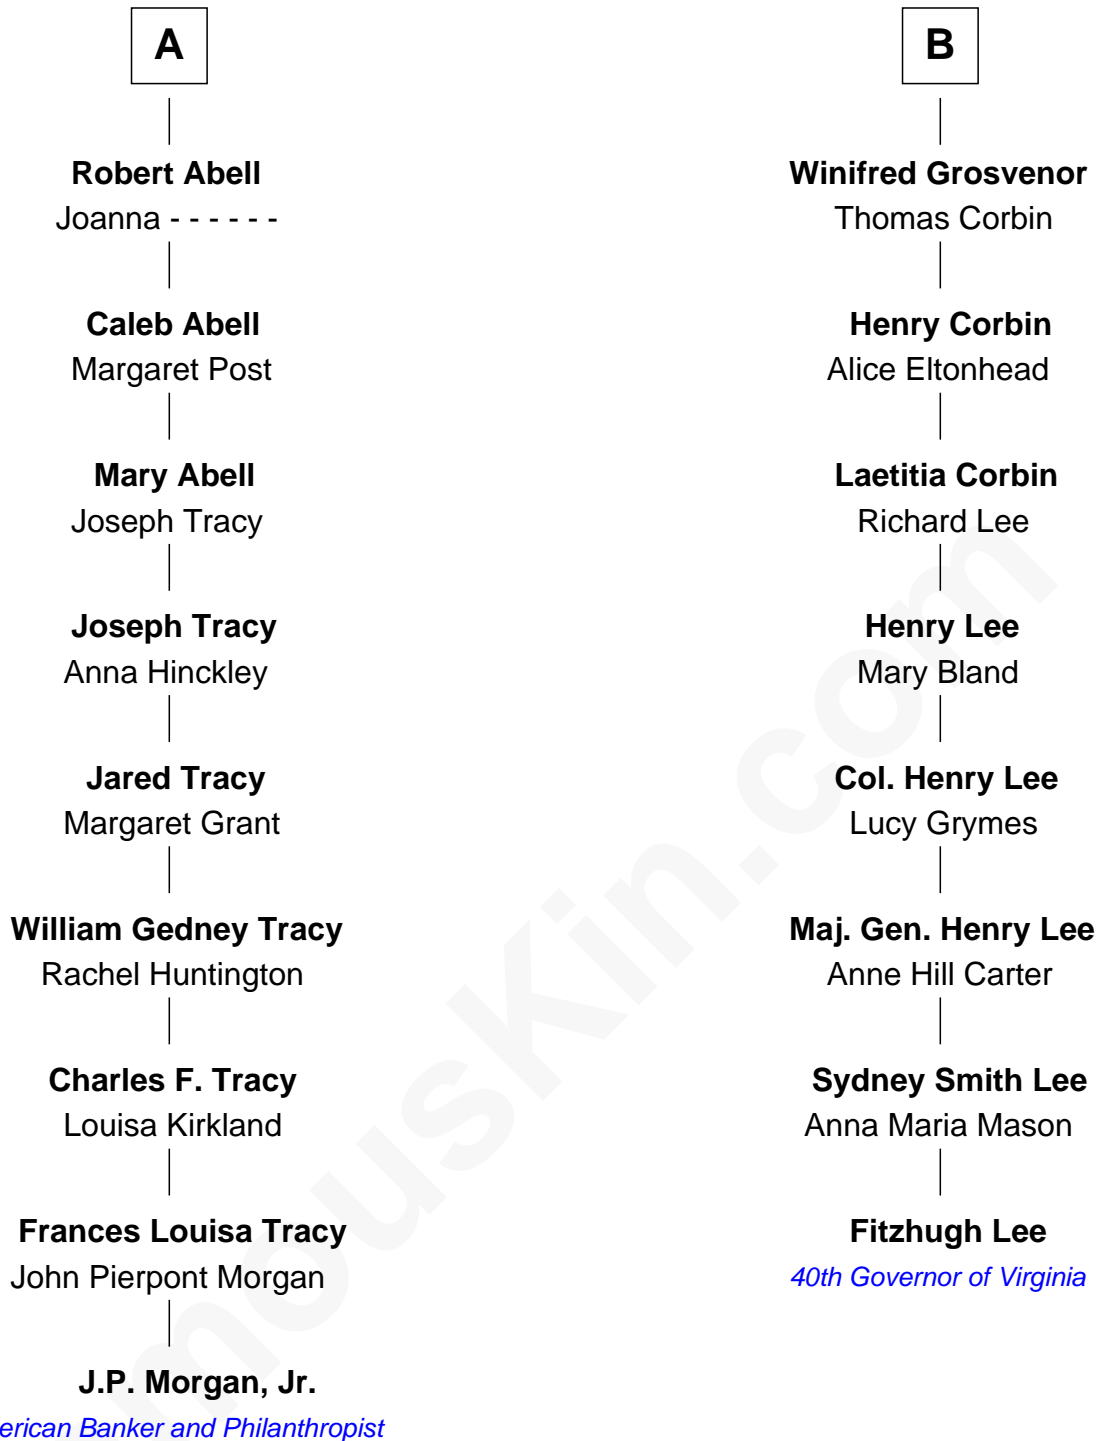 A
Robert Abell
Joanna - - - - - -
Caleb Abell
Margaret Post
Mary Abell
Joseph Tracy
Joseph Tracy
Anna Hinckley
Jared Tracy
Margaret Grant
William Gedney Tracy
Rachel Huntington
Charles F. Tracy
Louisa Kirkland
Frances Louisa Tracy
John Pierpont Morgan
J.P. Morgan, Jr.
erican Banker and Philanthropist
B
Winifred Grosvenor
Thomas Corbin
Henry Corbin
Alice Eltonhead
Laetitia Corbin
Richard Lee
Henry Lee
Mary Bland
Col. Henry Lee
Lucy Grymes
Maj. Gen. Henry Lee
Anne Hill Carter
Sydney Smith Lee
Anna Maria Mason
Fitzhugh Lee
40th Governor of Virginia
mousKin.com